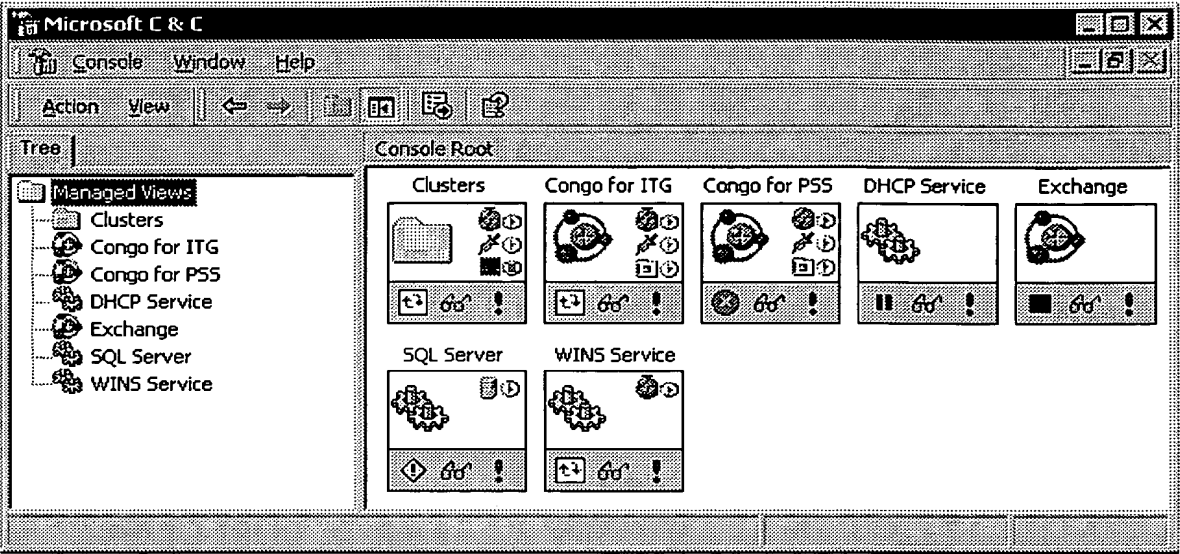 Microsoft C & C
Console Window Help
Action View
Tree
Console Root
Managed Views
Clusters
Congo for ITG
Congo for PSS
DHCP Service
Exchange
SQL Server
WINS Service
Clusters Congo for ITG Congo for PSS DHCP Service Exchange
SQL Server WINS Service